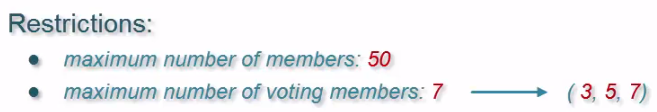 Restrictions:
● maximum number of members: 50
● maximum number of voting members: 7 ⟶ ( 3, 5, 7)